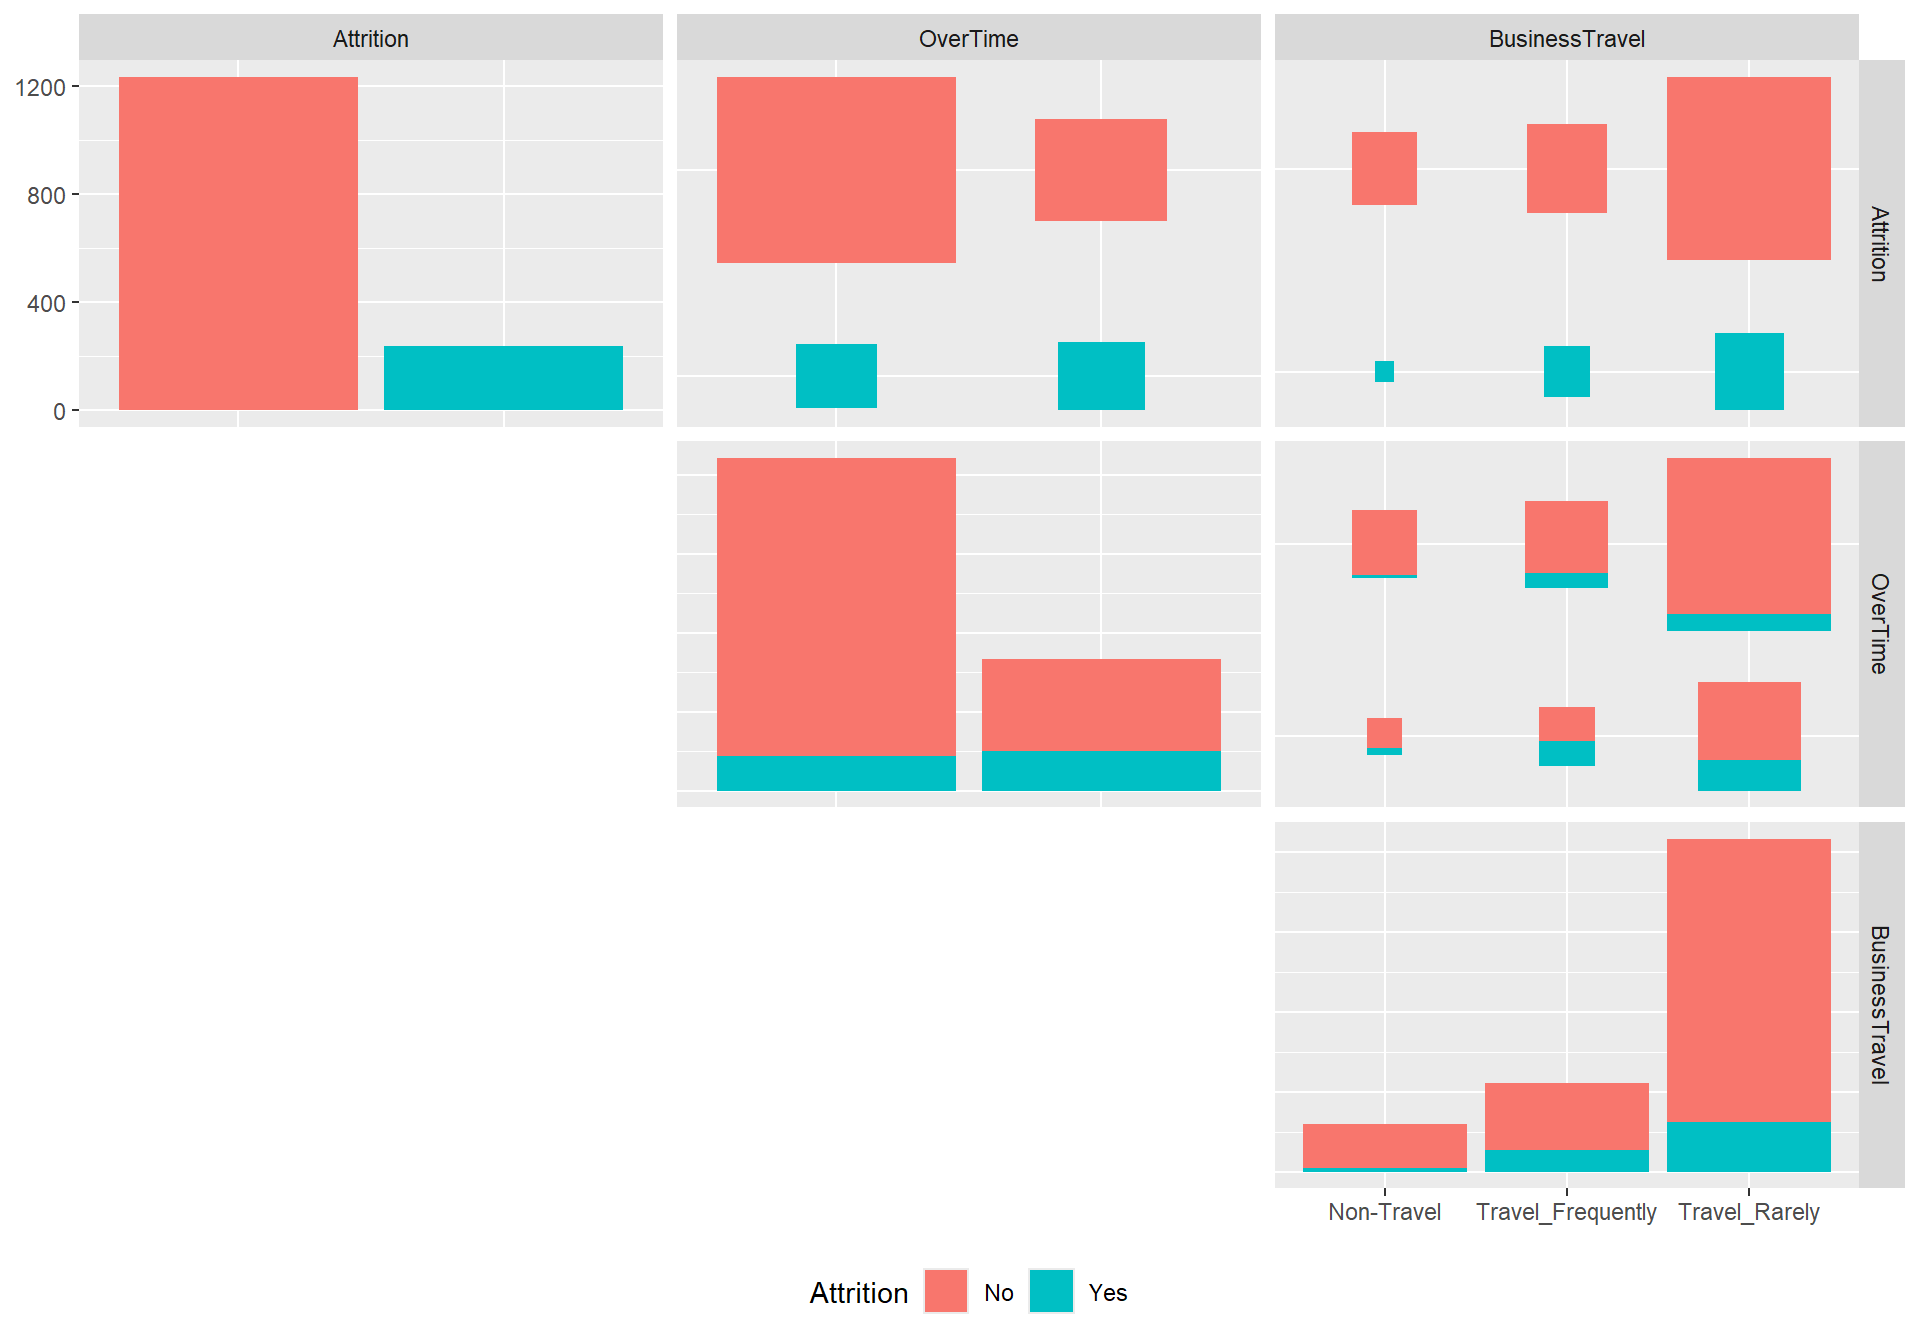 Attrition
OverTime
BusinessTravel
1200
800
400
0
Attrition
OverTime
BusinessTravel
Non-Travel
Travel_Frequently
Travel_Rarely
Attrition
No
Yes